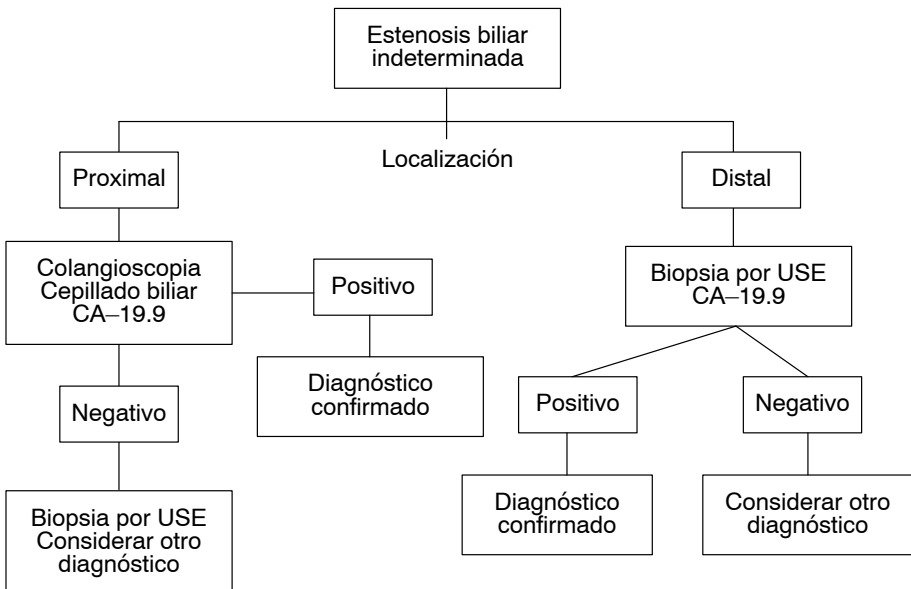 Estenosis biliar
indeterminada
Localización
Proximal
Distal
Colangioscopia
Cepillado biliar
CA–19.9
Positivo
Diagnóstico
confirmado
Negativo
Biopsia por USE
Considerar otro
diagnóstico
Biopsia por USE
CA–19.9
Positivo
Negativo
Diagnóstico
confirmado
Considerar otro
diagnóstico